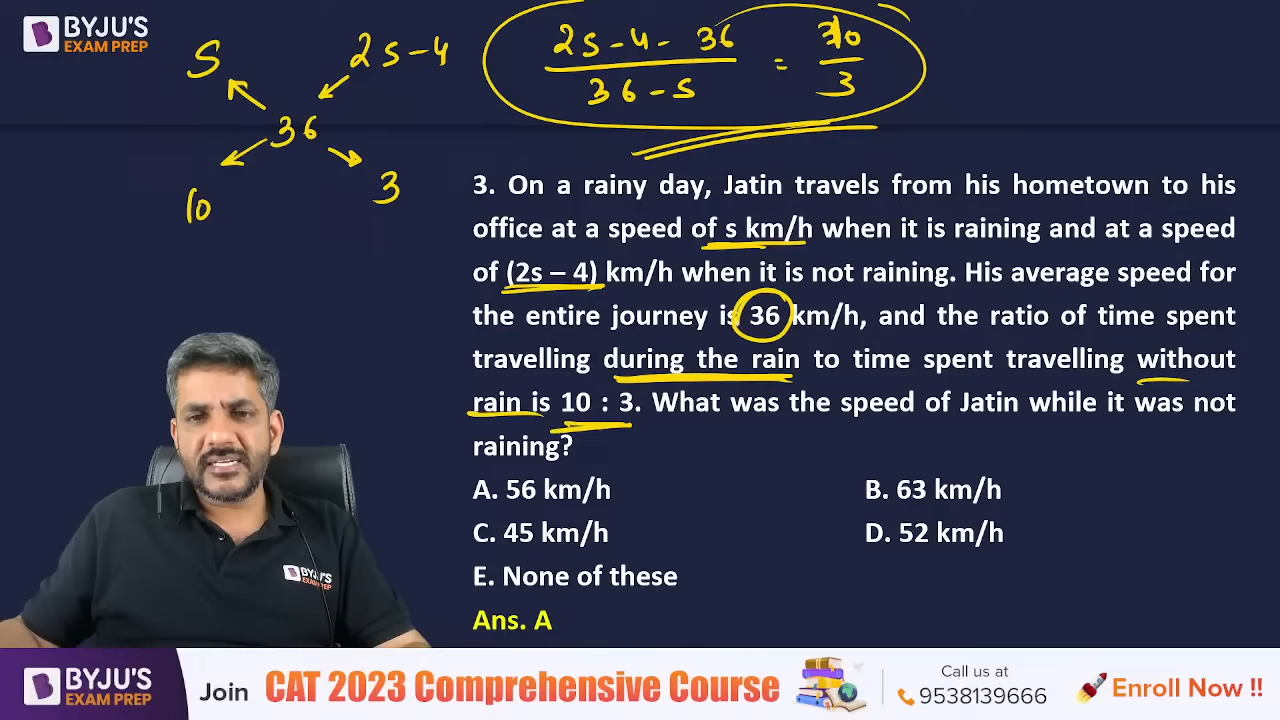 BYJU'S
EXAM PREP
S
2s-4
36
10
3
2s-4-36
36-s
=
10
3
3. On a rainy day, Jatin travels from his hometown to his
office at a speed of s km/h when it is raining and at a speed
of (2s – 4) km/h when it is not raining. His average speed for
the entire journey is 36 km/h, and the ratio of time spent
travelling during the rain to time spent travelling without
rain is 10 : 3. What was the speed of Jatin while it was not
raining?
A. 56 km/h
B. 63 km/h
C. 45 km/h
D. 52 km/h
E. None of these
Ans. A
BYJU'S
EXAM PREP
BYJU'S
EXAM PREP
Join CAT 2023 Comprehensive Course
Call us at
9538139666
Enroll Now !!